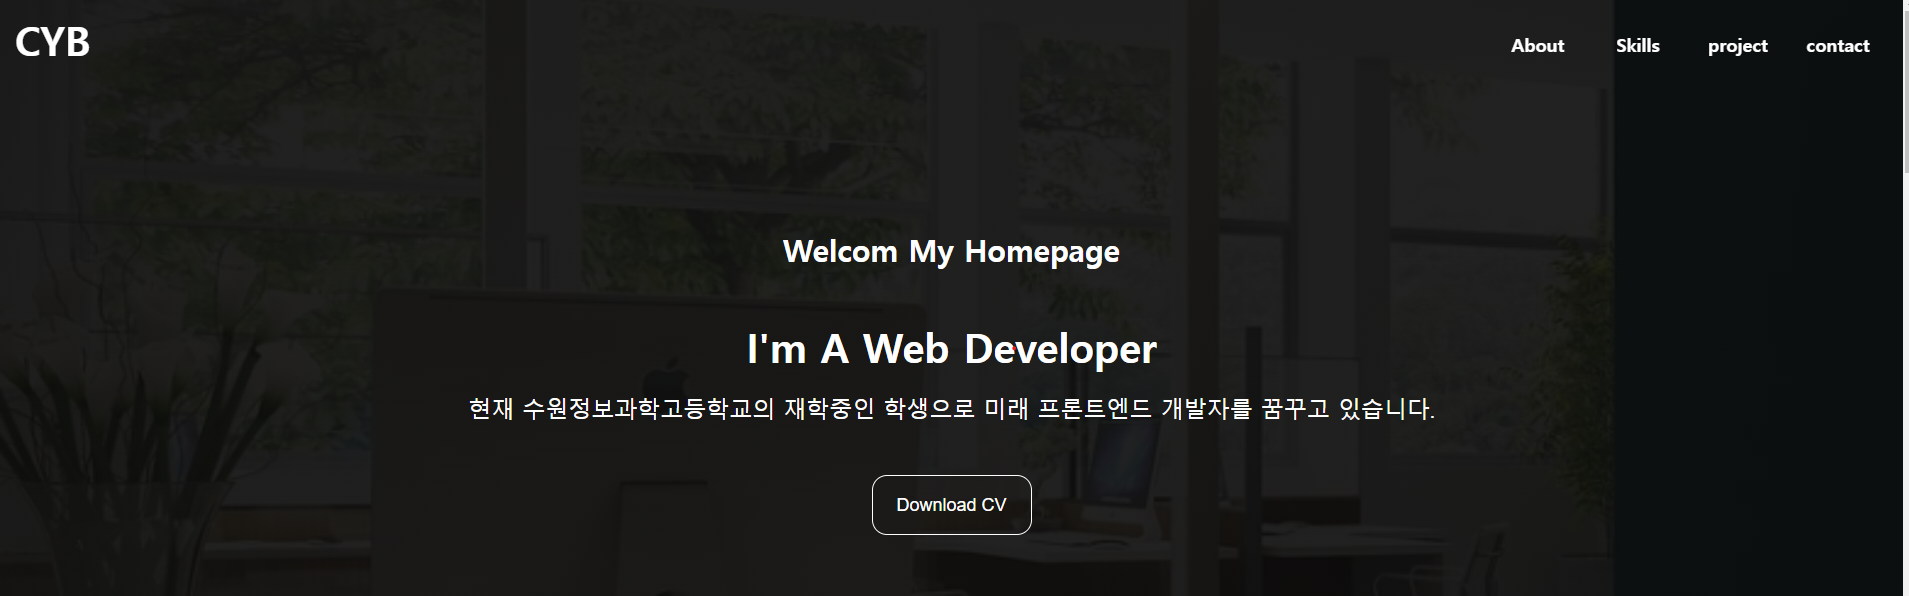 CYB
About Skills project contact
Welcom My Homepage
I'm A Web Developer
현재 수원정보과학고등학교의 재학중인 학생으로 미래 프론트엔드 개발자를 꿈꾸고 있습니다.
Download CV